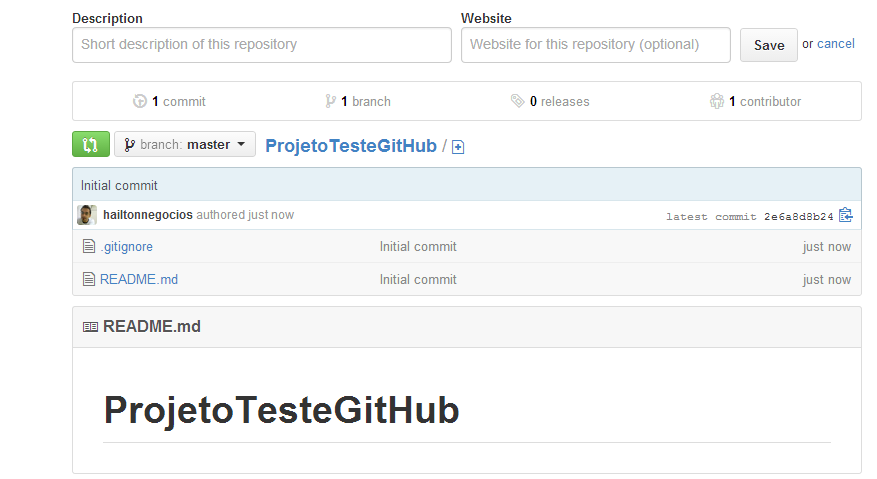 Description Website
Short description of this repository Website for this repository (optional) Save or cancel
1 commit 1 branch 0 releases 1 contributor
branch: master ProjetoTesteGitHub /
Initial commit
hailtonnegocios authored just now latest commit 2e6a8d8b24
.gitignore Initial commit just now
README.md Initial commit just now
README.md
ProjetoTesteGitHub